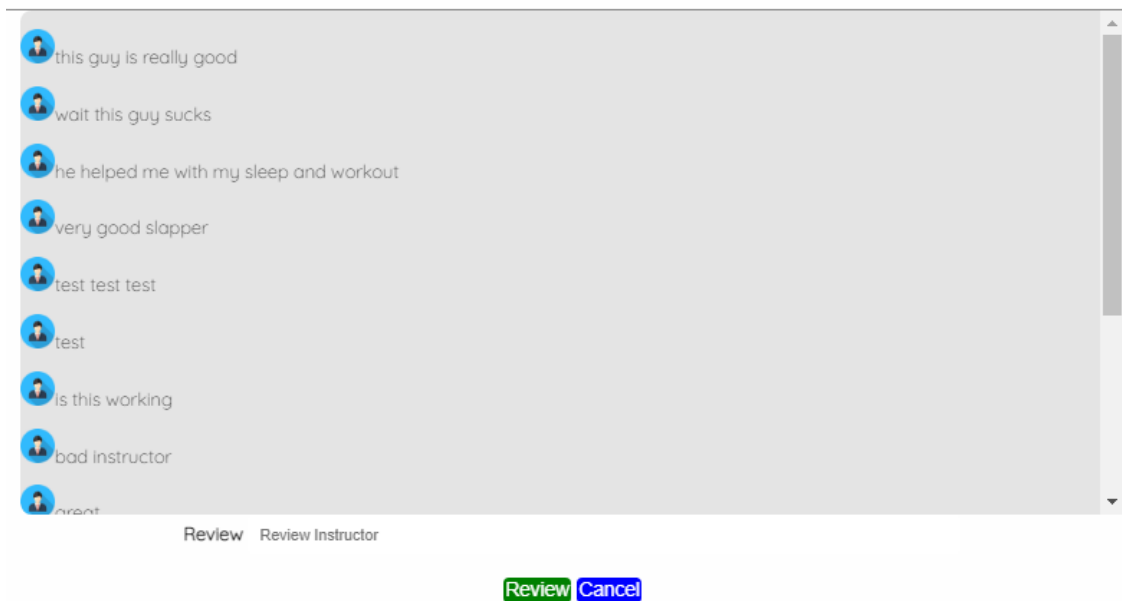 this guy is really good
wait this guy sucks
he helped me with my sleep and workout
very good slapper
test test test
test
is this working
bad instructor
great
Review Review Instructor
Review Cancel